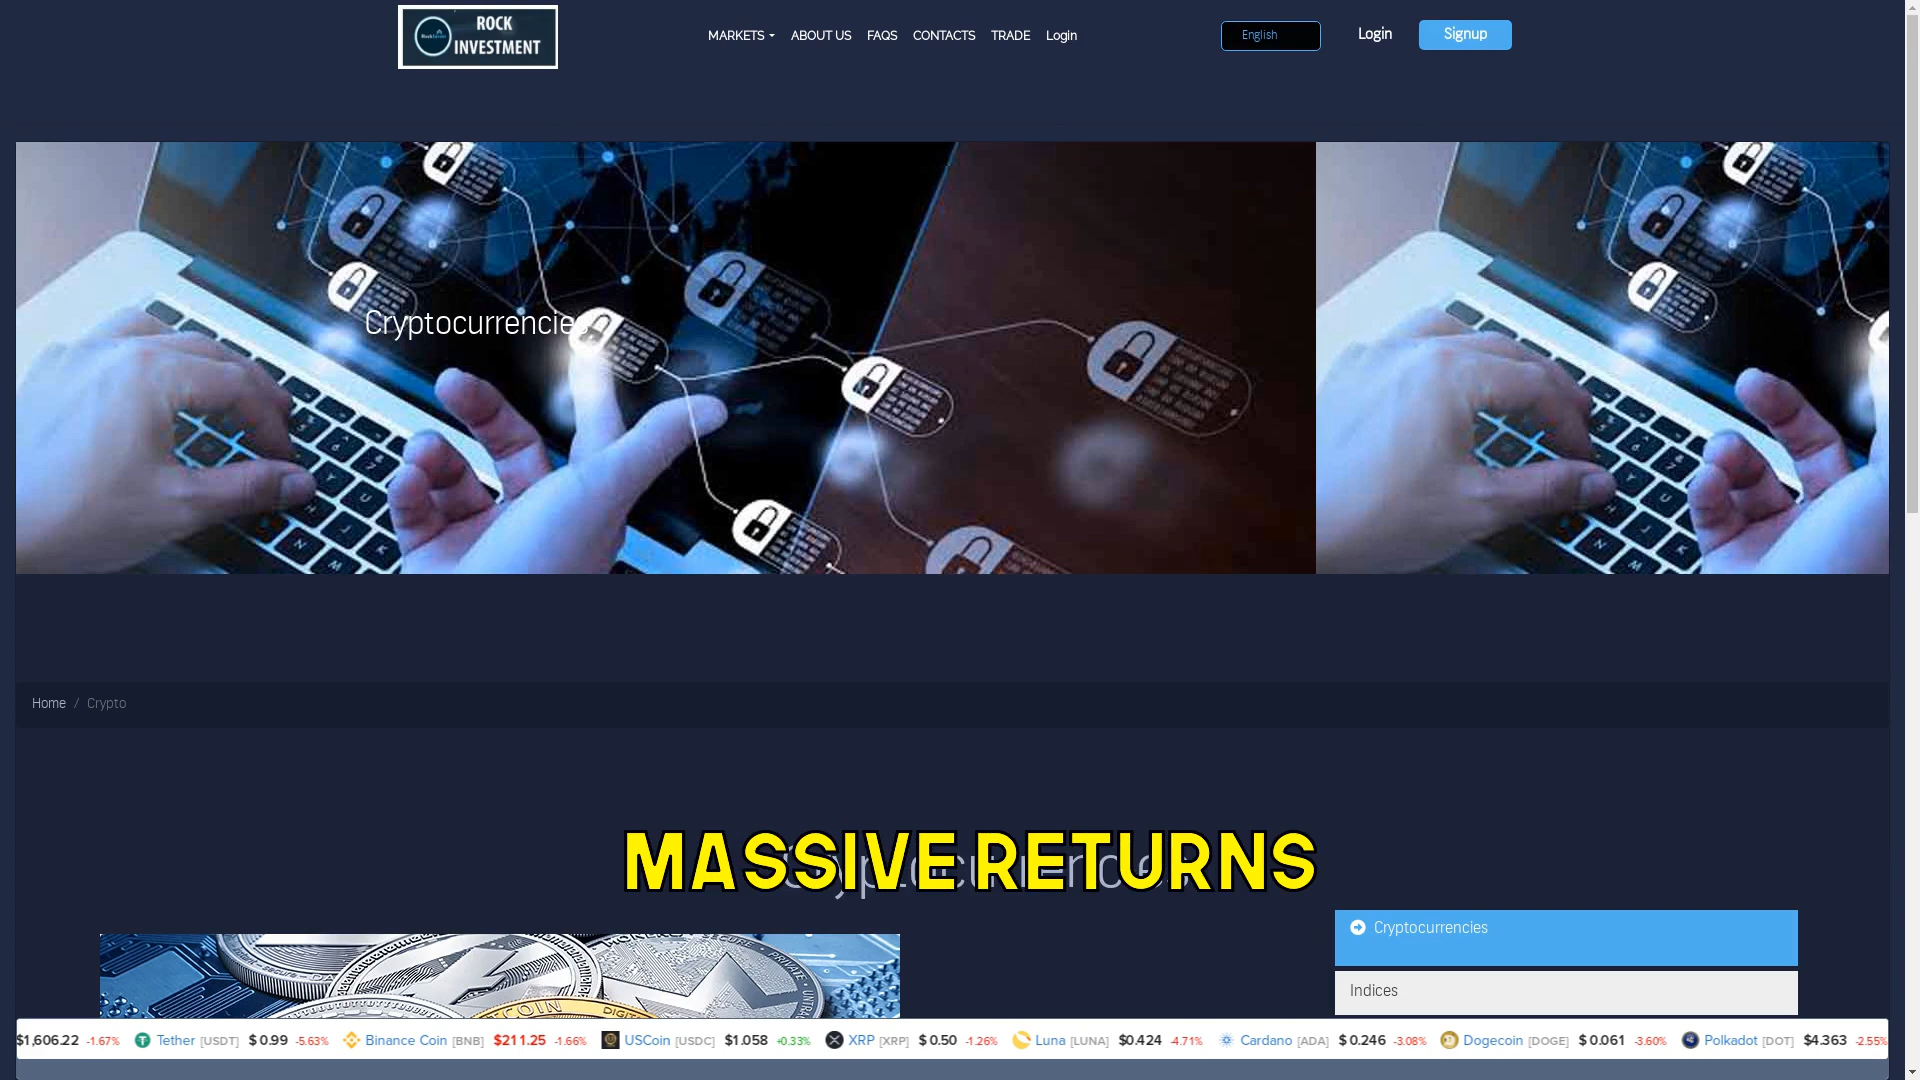 ROCK
INVESTMENT
MARKETS ABOUT US FAQS CONTACTS TRADE Login
English
Login
Signup
Cryptocurrencies
Home / Crypto
Cryptocurrencies
MASSIVE RETURNS
Cryptocurrencies
Indices
$1,606.22 -1.67% Tether [USDT] $ 0.99 -5.63% Binance Coin [BNB] $211.25 -1.66% USCoin [USDC] $1.058 +0.33% XRP [XRP] $ 0.50 -1.26% Luna [LUNA] $0.424 -4.71% Cardano [ADA] $ 0.246 -3.08% Dogecoin [DOGE] $ 0.061 -3.60% Polkadot [DOT] $4.363 -2.55%